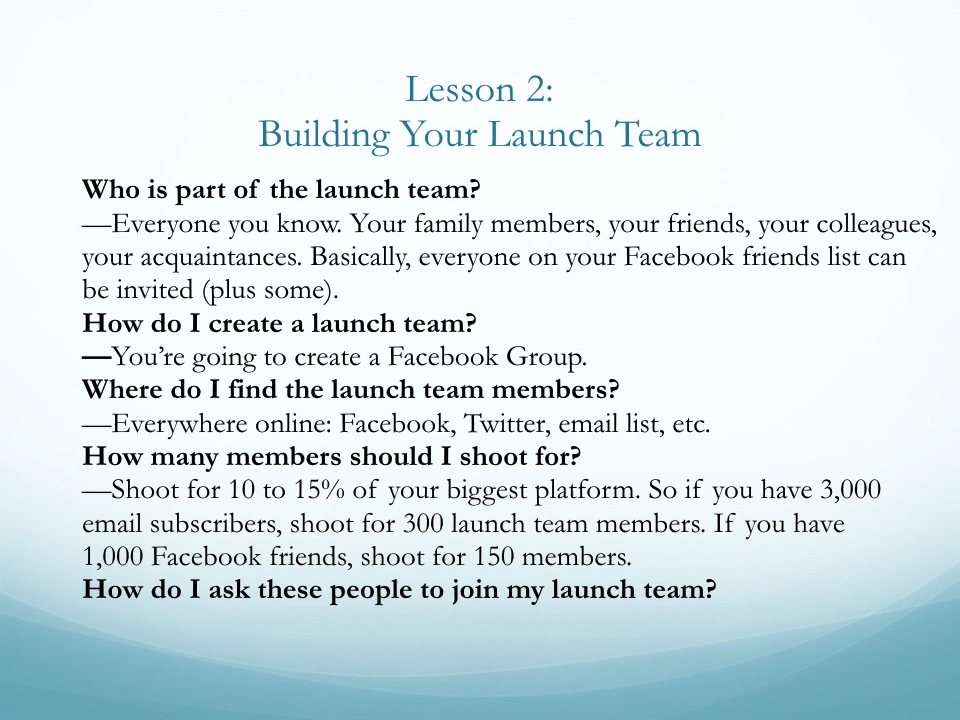 Lesson 2:
Building Your Launch Team
Who is part of the launch team?
—Everyone you know. Your family members, your friends, your colleagues,
your acquaintances. Basically, everyone on your Facebook friends list can
be invited (plus some).
How do I create a launch team?
—You’re going to create a Facebook Group.
Where do I find the launch team members?
—Everywhere online: Facebook, Twitter, email list, etc.
How many members should I shoot for?
—Shoot for 10 to 15% of your biggest platform. So if you have 3,000
email subscribers, shoot for 300 launch team members. If you have
1,000 Facebook friends, shoot for 150 members.
How do I ask these people to join my launch team?